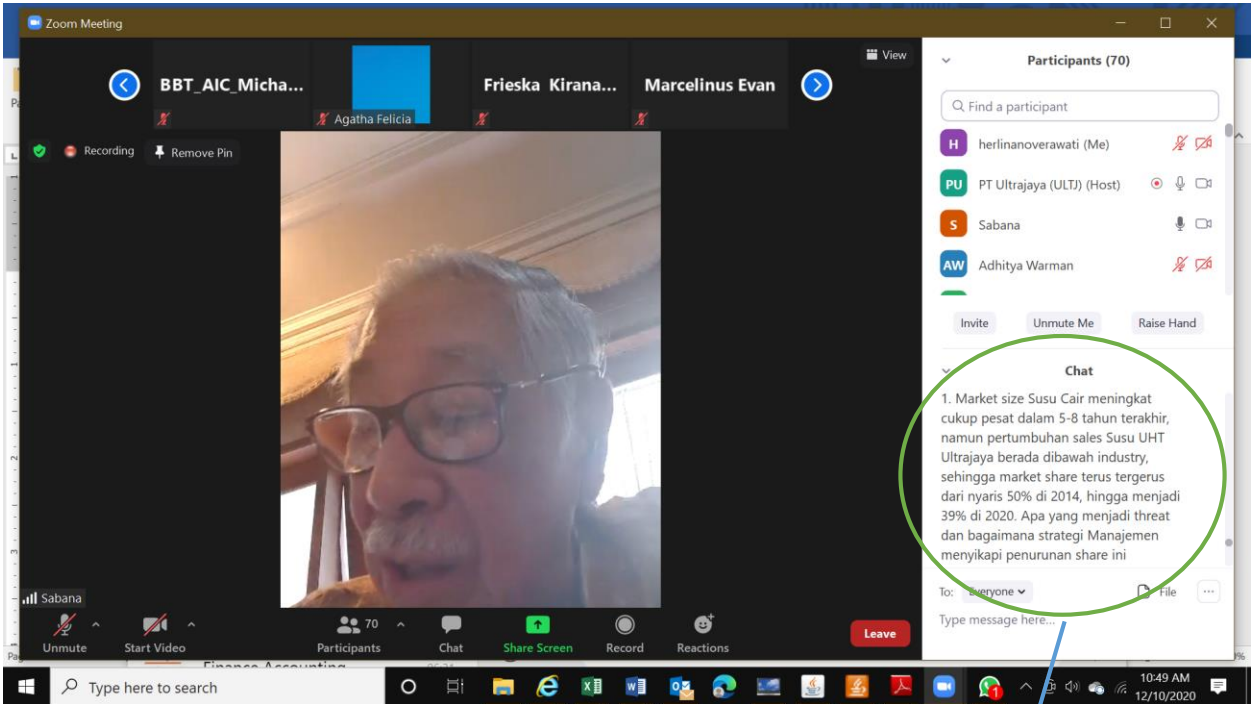 Zoom Meeting
View
BBT_AIC_Micha...
Agatha Felicia
Frieska Kirana...
Marcelinus Evan
Recording
Remove Pin
Sabana
Unmute
Start Video
70
Participants
Chat
Share Screen
Record
Reactions
Leave
Participants (70)
Find a participant
H herlinanoverawati (Me)
PU PT Ultrajaya (ULTJ) (Host)
S Sabana
AW Adhitya Warman
Invite
Unmute Me
Raise Hand
Chat
1. Market size Susu Cair meningkat
cukup pesat dalam 5-8 tahun terakhir,
namun pertumbuhan sales Susu UHT
Ultrajaya berada dibawah industry,
sehingga market share terus tergerus
dari nyaris 50% di 2014, hingga menjadi
39% di 2020. Apa yang menjadi threat
dan bagaimana strategi Manajemen
menyikapi penurunan share ini
To: Everyone
File
Type message here...
Type here to search
10:49 AM
12/10/2020